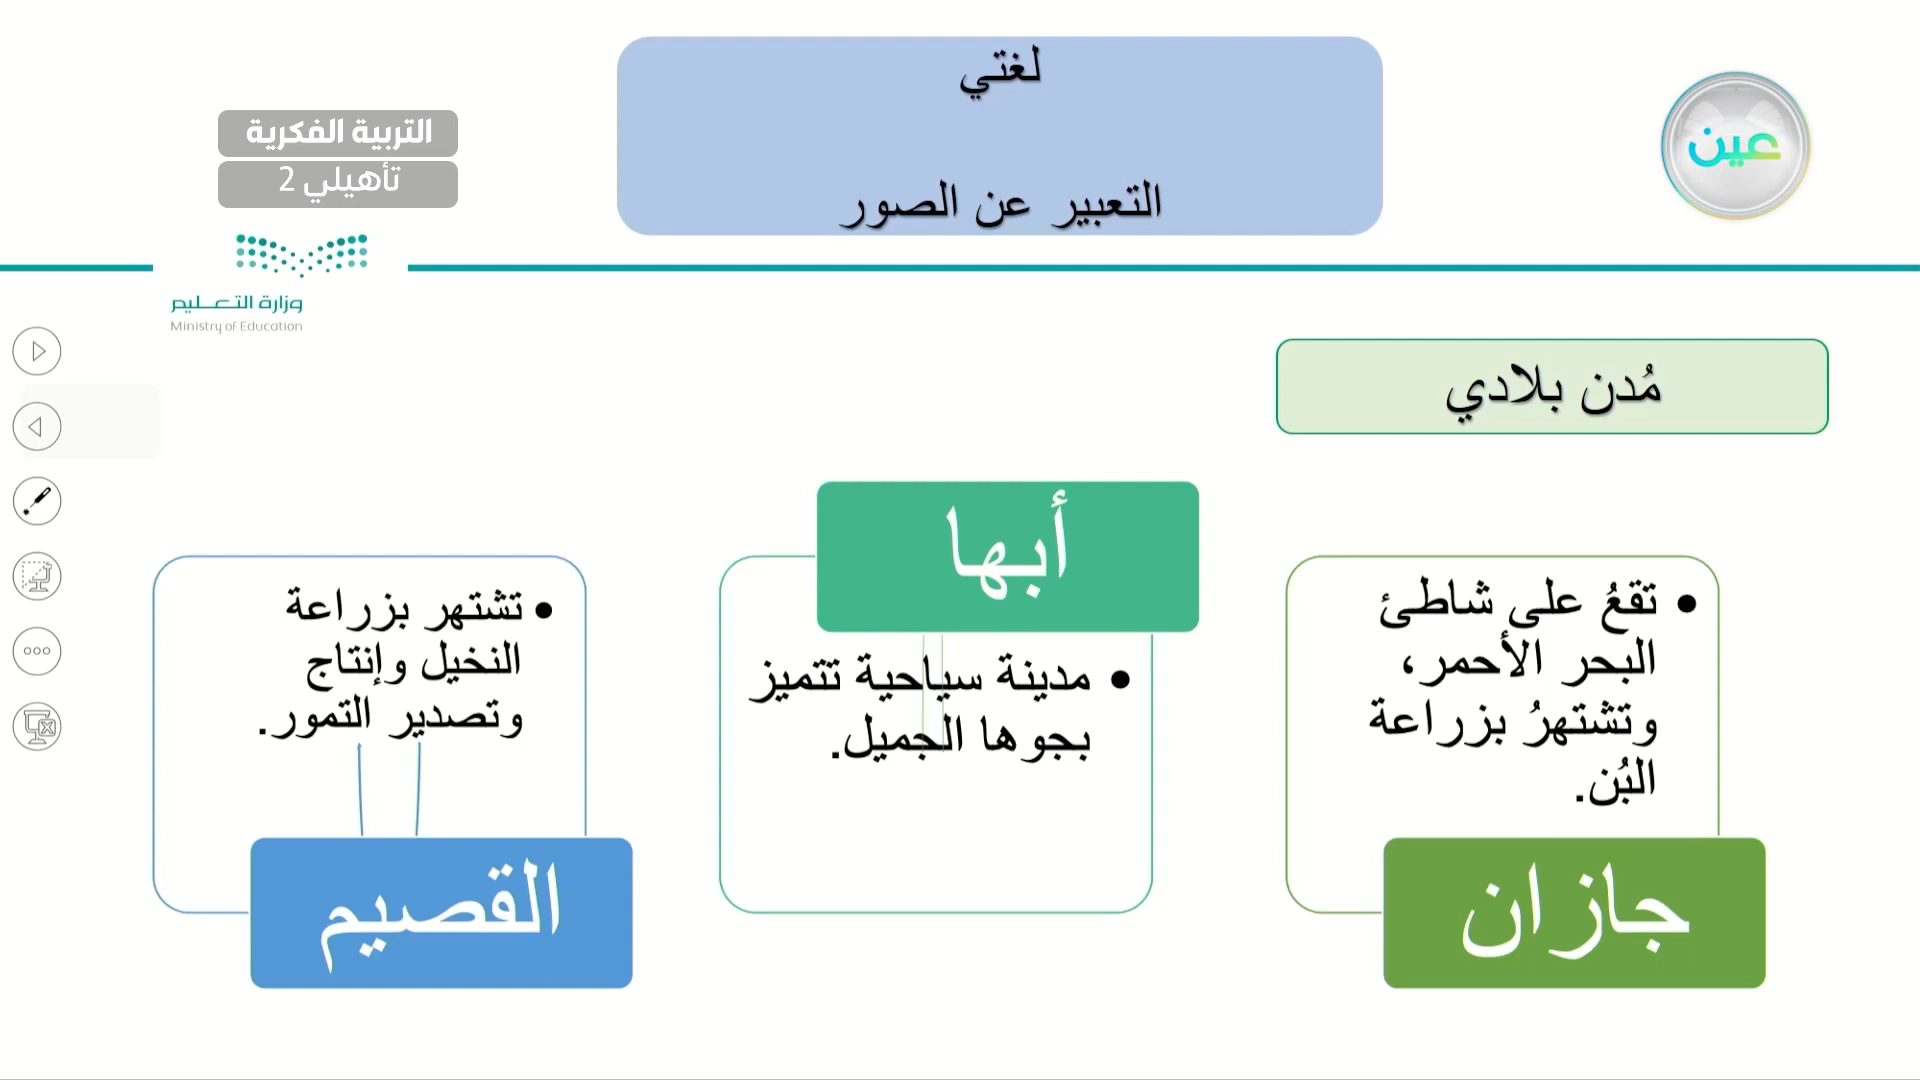 لغتي
التعبير عن الصور
عين
التربية الفكرية
تأهيلي 2
وزارة التعليم
Ministry of Education
مُدن بلادي
• تقعُ على شاطئ
البحر الأحمر،
وتشتهرُ بزراعة
البُن.
جازان
أبها
• مدينة سياحية تتميز
بجوها الجميل.
• تشتهر بزراعة
النخيل وإنتاج
وتصدير التمور.
القصيم